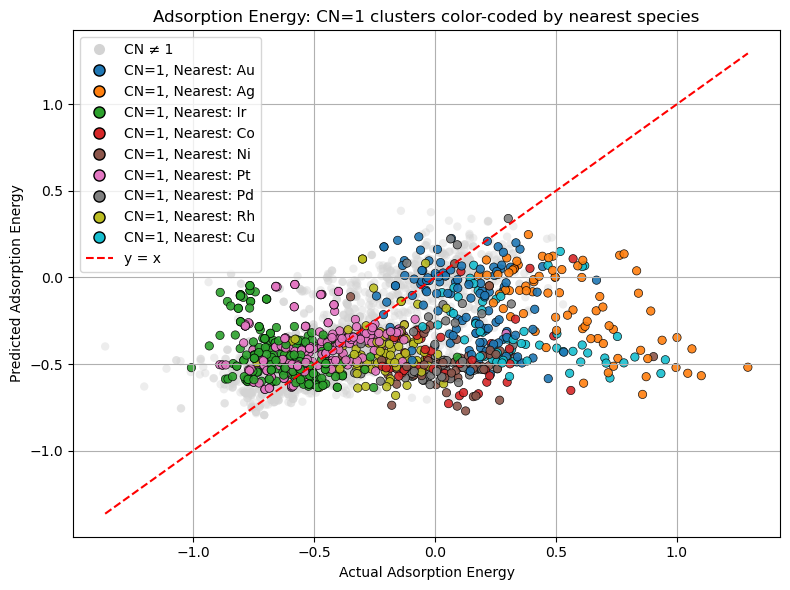 Adsorption Energy: CN=1 clusters color-coded by nearest species
CN ≠ 1
CN=1, Nearest: Au
CN=1, Nearest: Ag
CN=1, Nearest: Ir
CN=1, Nearest: Co
CN=1, Nearest: Ni
CN=1, Nearest: Pt
CN=1, Nearest: Pd
CN=1, Nearest: Rh
CN=1, Nearest: Cu
y = x
Predicted Adsorption Energy
1.0
0.5
0.0
−0.5
−1.0
−1.0
−0.5
0.0
0.5
1.0
Actual Adsorption Energy